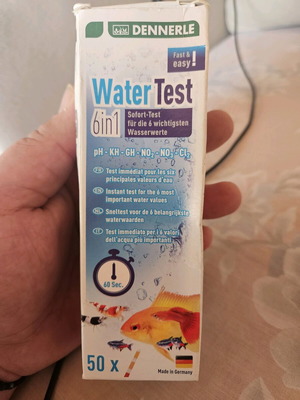 DENNERLE
Fast &
easy!
WaterTest
6in1
Sofort-Test
für die 6 wichtigsten
Wasserwerte
pH - KH - GH - NO₂ - NO₃ - Cl₂
Test immédiat pour les six
principales valeurs d'eau
Instant test for the 6 most
important water values
Sneltest voor de 6 belangrijkste
waterwaarden
Test immediato per i 6 valori
dell'acqua più importanti
60 Sec.
50 x
Made in Germany